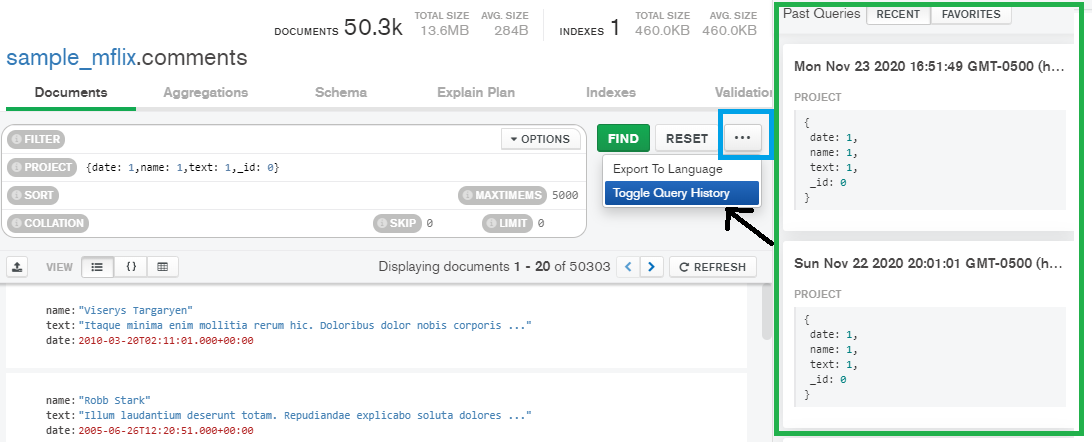 DOCUMENTS 50.3k TOTAL SIZE 13.6MB AVG. SIZE 284B INDEXES 1 TOTAL SIZE 460.0KB AVG. SIZE 460.0KB
sample_mflix.comments
Documents Aggregations Schema Explain Plan Indexes Validation
FILTER OPTIONS FIND RESET ...
PROJECT {date: 1,name: 1,text: 1,_id: 0}
SORT MAXTIMEMS 5000
COLLATION SKIP 0 LIMIT 0
Export To Language
Toggle Query History
VIEW {} Displaying documents 1 - 20 of 50303 < > REFRESH
name: "Viserys Targaryen"
text: "Itaque minima enim mollitia rerum hic. Doloribus dolor nobis corporis ..."
date: 2010-03-20T02:11:01.000+00:00
name: "Robb Stark"
text: "Illum laudantium deserunt totam. Repudiandae explicabo soluta dolores ..."
date: 2005-06-26T12:20:51.000+00:00
Past Queries RECENT FAVORITES
Mon Nov 23 2020 16:51:49 GMT-0500 (h...
PROJECT
{
date: 1,
name: 1,
text: 1,
_id: 0
}
Sun Nov 22 2020 20:01:01 GMT-0500 (h...
PROJECT
{
date: 1,
name: 1,
text: 1,
_id: 0
}